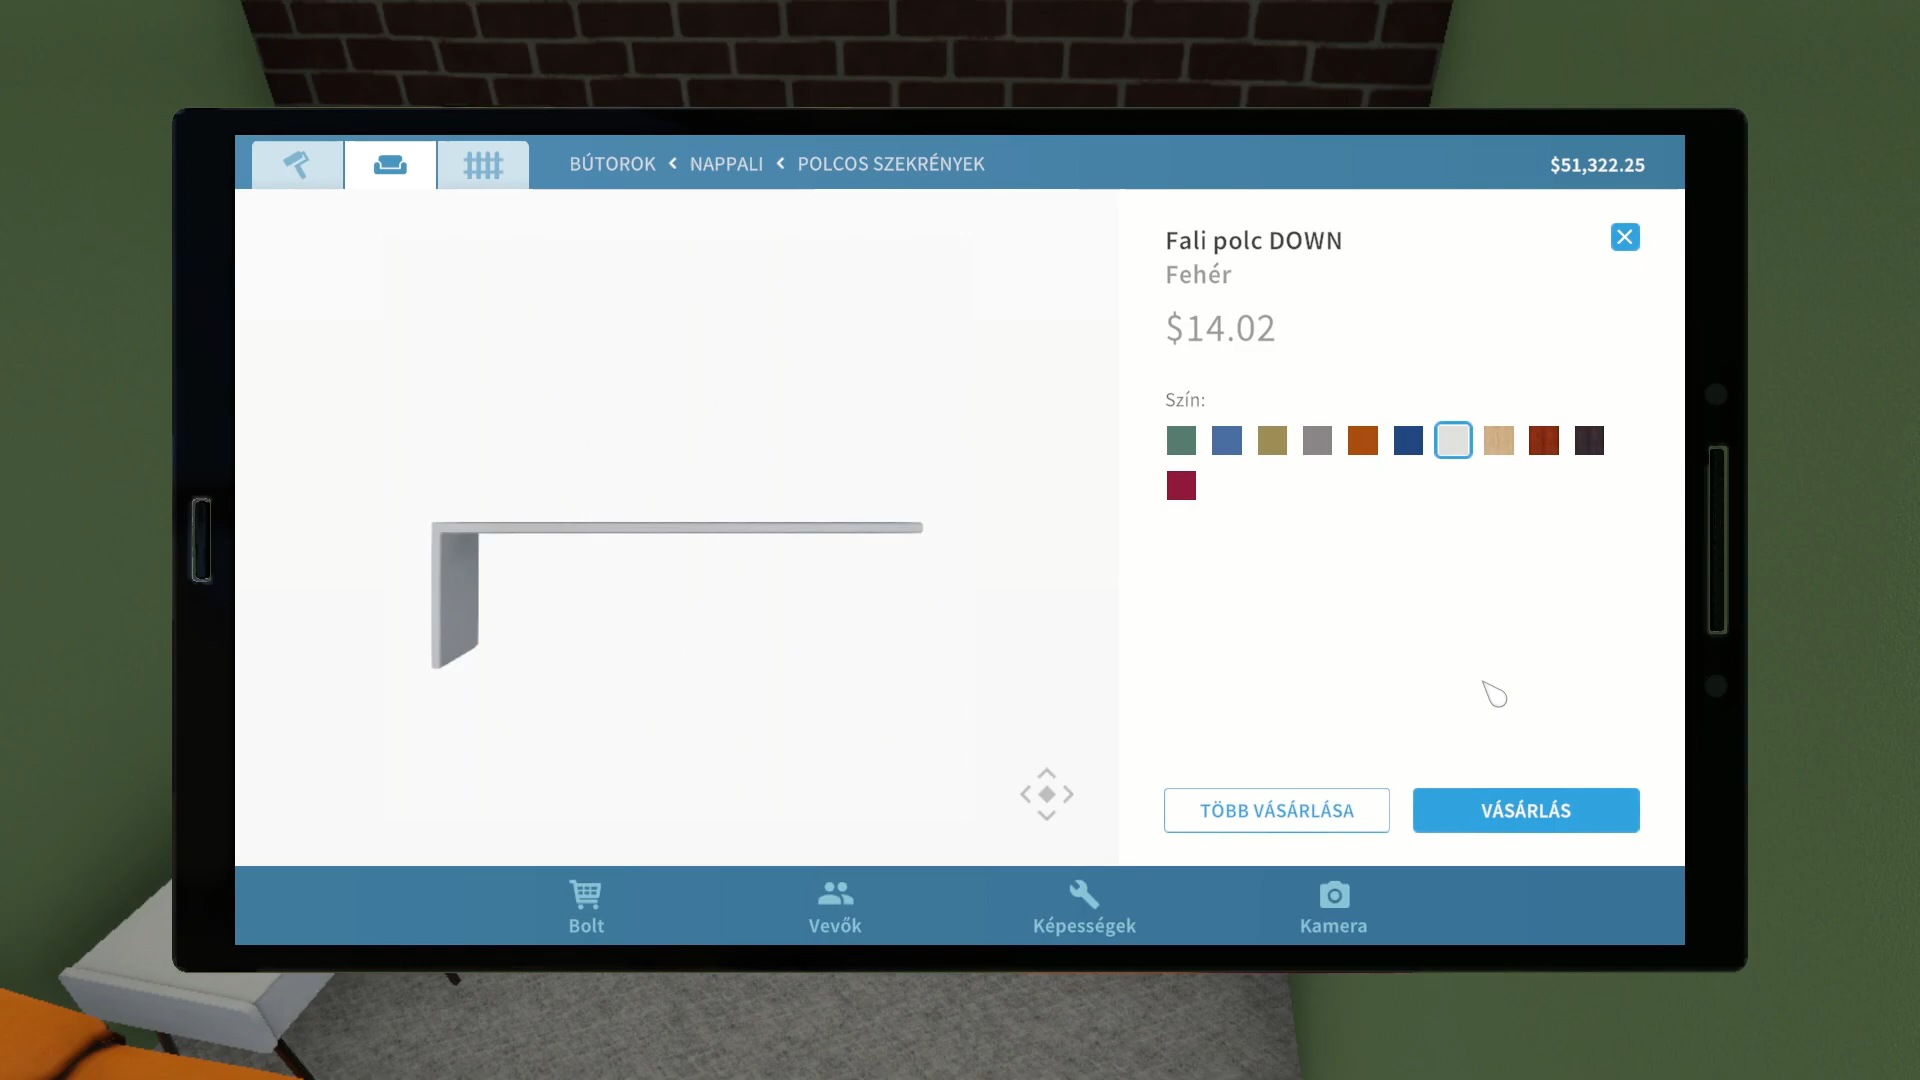 BÚTOROK < NAPPALI < POLCOS SZEKRÉNYEK
$51,322.25
Fali polc DOWN
Fehér
$14.02
Szín:
TÖBB VÁSÁRLÁSA
VÁSÁRLÁS
Bolt
Vevők
Képességek
Kamera